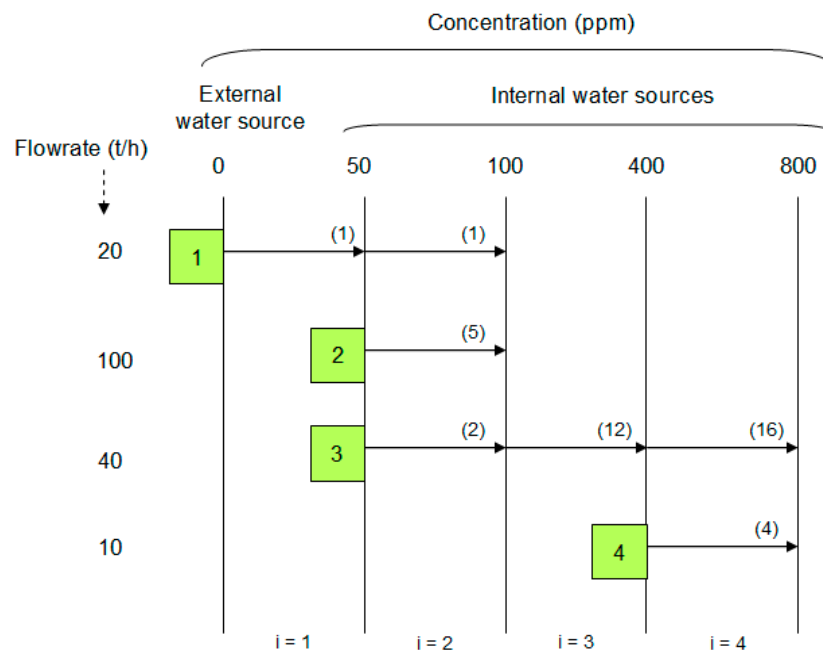 Concentration (ppm)
External
water source
Internal water sources
Flowrate (t/h)
0 50 100 400 800
20 1 (1) (1)
100 2 (5)
40 3 (2) (12) (16)
10 4 (4)
i = 1 i = 2 i = 3 i = 4